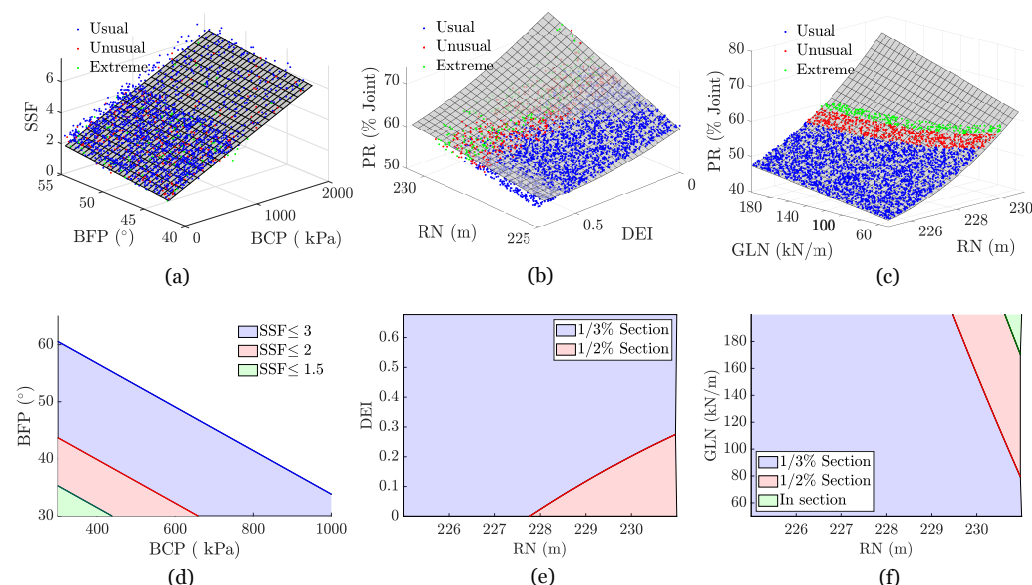 Usual
Unusual
Extreme
SSF
6
4
2
0
55
50
45
40
BFP (°)
0
1000
2000
BCP ( kPa)
(a)
Usual
Unusual
Extreme
PR (% Joint)
70
60
50
230
225
RN (m)
0.5
0
DEI
(b)
Usual
Unusual
Extreme
PR (% Joint)
80
70
60
50
40
180
140
100
60
GLN (kN/m)
226
228
230
RN (m)
(c)
SSF≤ 3
SSF≤ 2
SSF≤ 1.5
BFP (°)
60
50
40
30
400
600
800
1000
BCP ( kPa)
(d)
1/3% Section
1/2% Section
DEI
0.6
0.5
0.4
0.3
0.2
0.1
0
226
227
228
229
230
RN (m)
(e)
GLN (kN/m)
180
160
140
120
100
80
60
1/3% Section
1/2% Section
In section
226
227
228
229
230
RN (m)
(f)